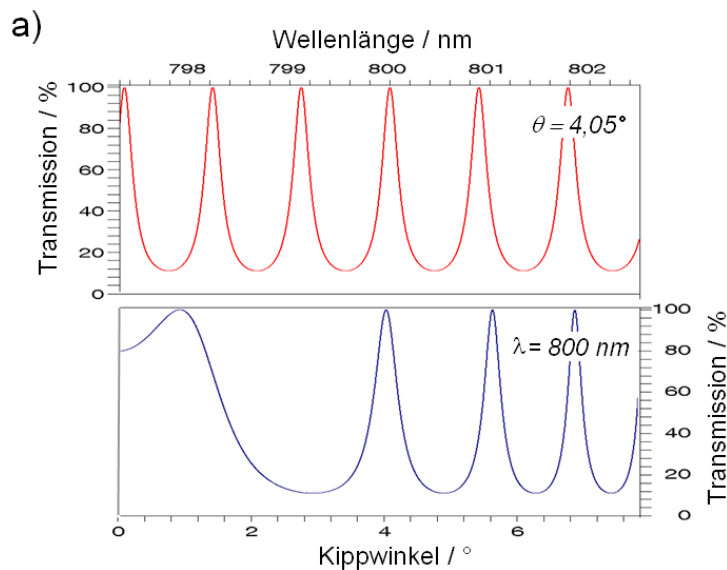 a)
Wellenlänge / nm
798 799 800 801 802
Transmission / %
100
80
60
40
20
0
θ = 4,05°
100
80
60
40
20
0
λ = 800 nm
Transmission / %
0 2 4 6
Kippwinkel / °